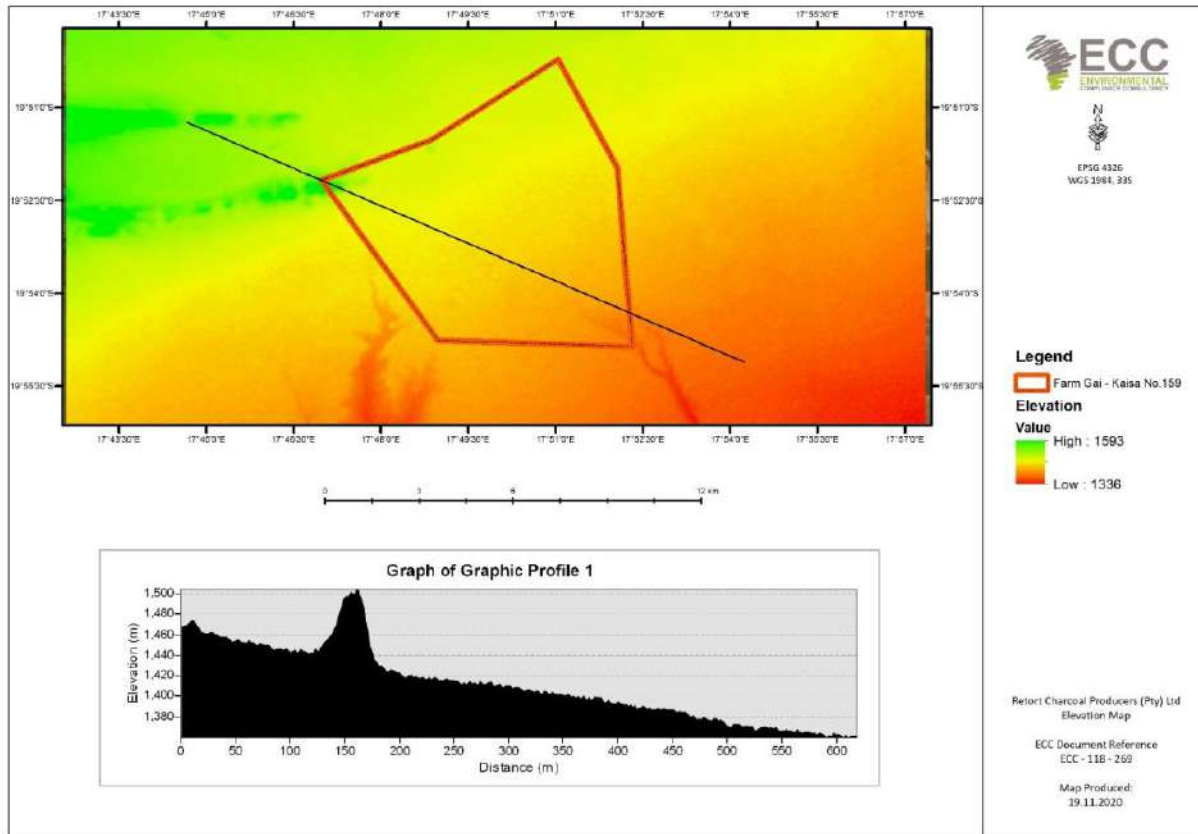 17°43'30"E 17°45'0"E 17°46'30"E 17°48'0"E 17°49'30"E 17°51'0"E 17°52'30"E 17°54'0"E 17°55'30"E 17°57'0"E
19°51'0"S 19°51'0"S
19°52'30"S 19°52'30"S
19°54'0"S 19°54'0"S
19°55'30"S 19°55'30"S
17°43'30"E 17°45'0"E 17°46'30"E 17°48'0"E 17°49'30"E 17°51'0"E 17°52'30"E 17°54'0"E 17°55'30"E 17°57'0"E
0 3 6 12 km
Graph of Graphic Profile 1
Elevation (m)
1,500
1,480
1,460
1,440
1,420
1,400
1,380
0 50 100 150 200 250 300 350 400 450 500 550 600
Distance (m)
ECC
ENVIRONMENTAL
COMPLIANCE CONSULTANCY
N
EPSG 4326
WGS 1984, 33S
Legend
Farm Gai - Kaisa No.159
Elevation
Value
High : 1593
Low : 1336
Retort Charcoal Producers (Pty) Ltd
Elevation Map
ECC Document Reference
ECC - 118 - 269
Map Produced:
19.11.2020